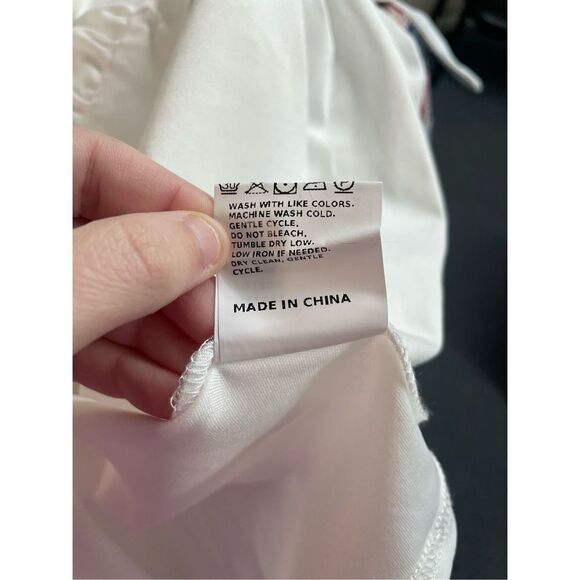 WASH WITH LIKE COLORS.
MACHINE WASH COLD.
GENTLE CYCLE.
DO NOT BLEACH.
TUMBLE DRY LOW.
LOW IRON IF NEEDED.
DRY CLEAN, GENTLE
CYCLE.
MADE IN CHINA